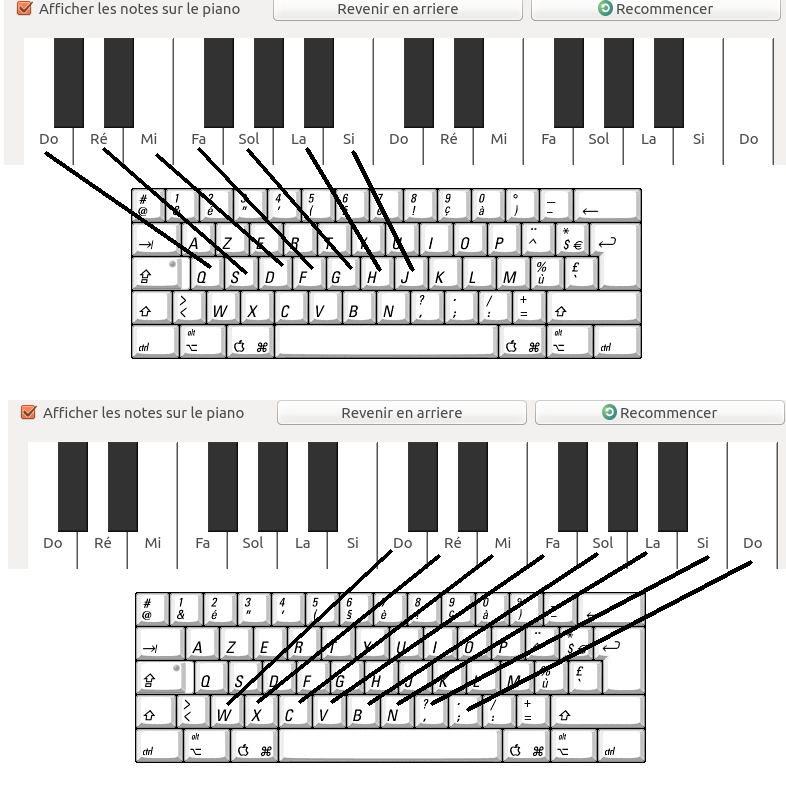 Afficher les notes sur le piano Revenir en arriere Recommencer
Do Ré Mi Fa Sol La Si Do Ré Mi Fa Sol La Si Do
# 1 2 3 4 5 6 7 8 9 0 ° _
@ & é " ' ( è ! ç à ) - ←
A Z E R T Y U I O P ¨ ^ * $ €
Q S D F G H J K L M % ù £ `
> < W X C V B N ? , . ; / : + =
ctrl alt ⌥ ⌘ ⌘ alt ⌥ ctrl
Afficher les notes sur le piano Revenir en arriere Recommencer
Do Ré Mi Fa Sol La Si Do Ré Mi Fa Sol La Si Do
# 1 2 3 4 5 6 7 8 9 0 ° _
@ & é " ' ( § è ! ç à ) - ←
A Z E R T Y U I O P ¨ * $ €
Q S D F G H J K L M % ù £ `
> < W X C V B N ? , . ; / : + =
ctrl alt ⌥ ⌘ ⌘ alt ⌥ ctrl